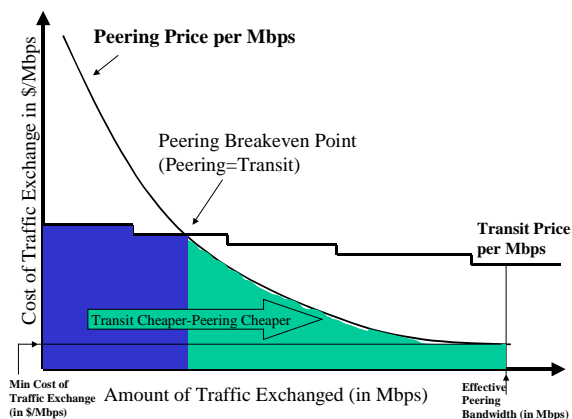 Peering Price per Mbps
Cost of Traffic Exchange in $/Mbps
Peering Breakeven Point
(Peering=Transit)
Transit Price
per Mbps
Transit Cheaper-Peering Cheaper
Min Cost of
Traffic Exchange
(in $/Mbps)
Amount of Traffic Exchanged (in Mbps)
Effective
Peering
Bandwidth (in Mbps)